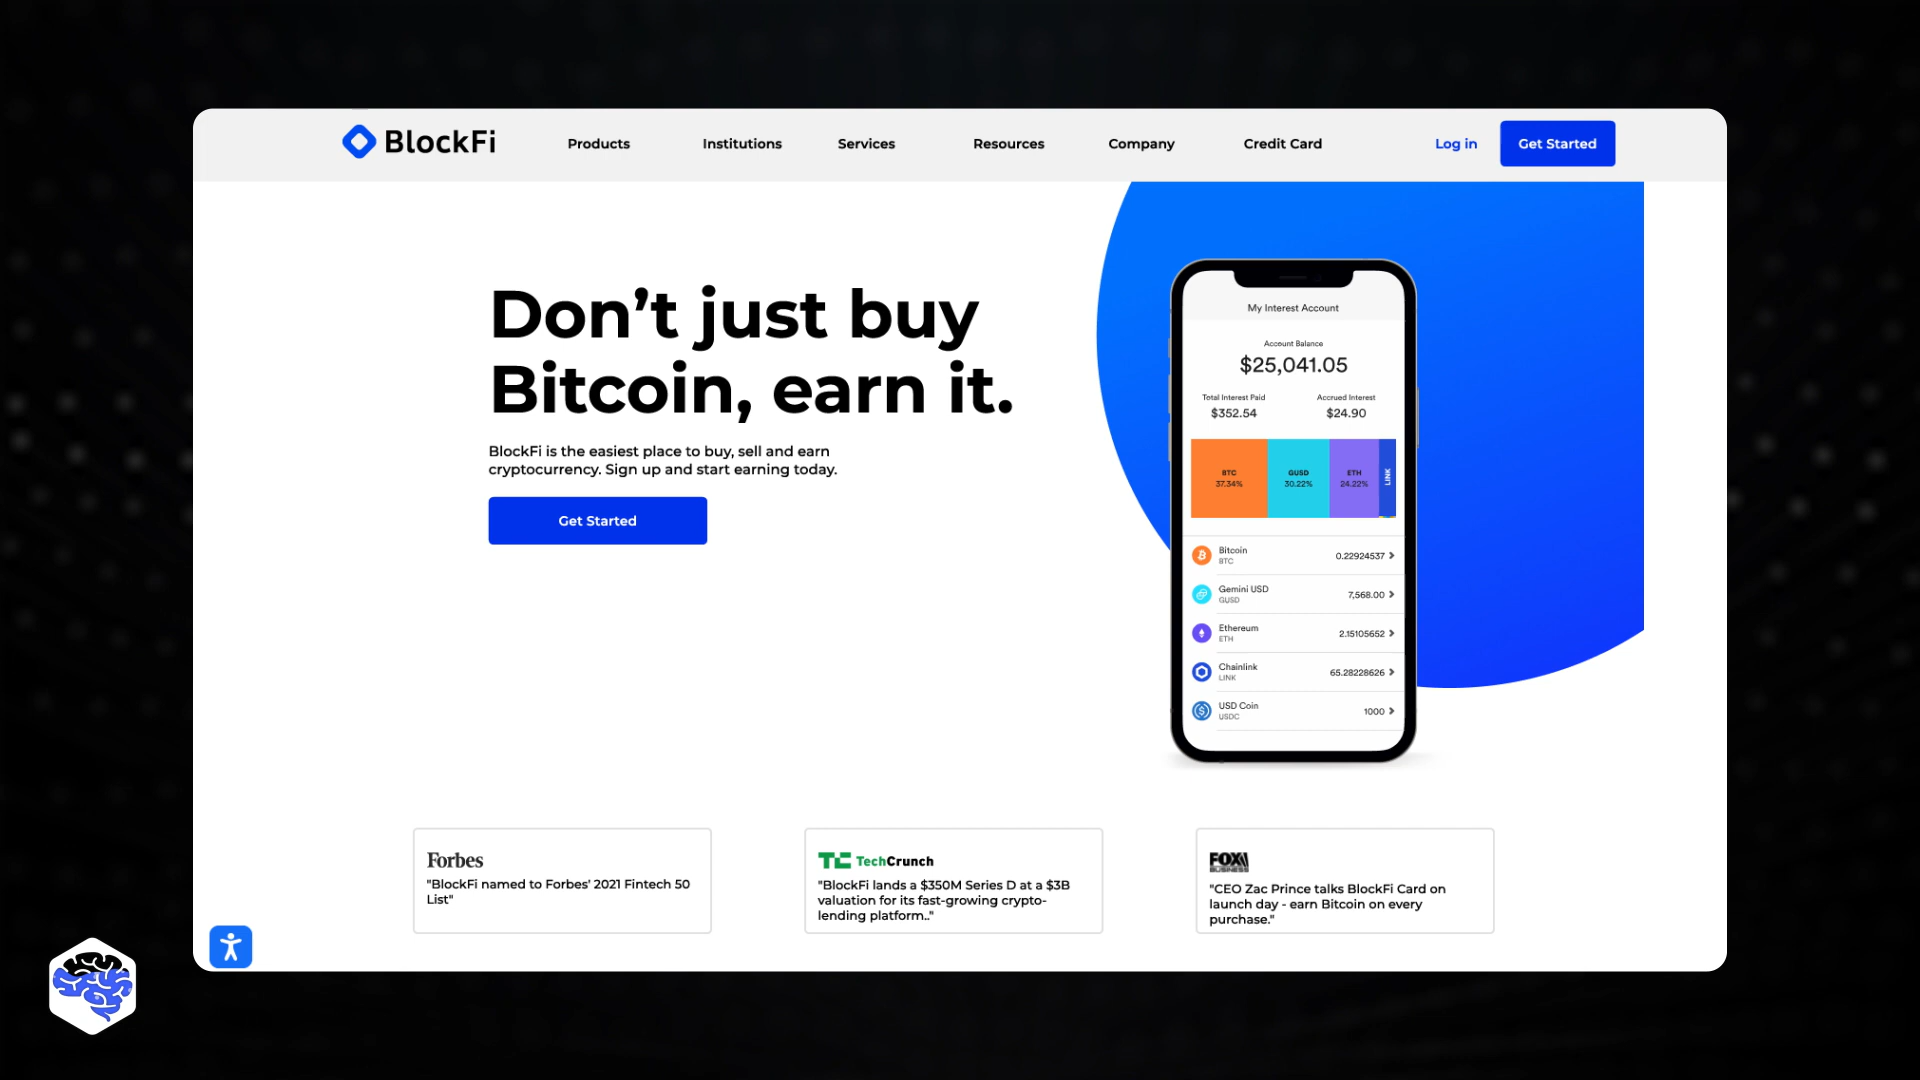 BlockFi
Products
Institutions
Services
Resources
Company
Credit Card
Log in
Get Started
Don’t just buy
Bitcoin, earn it.
BlockFi is the easiest place to buy, sell and earn
cryptocurrency. Sign up and start earning today.
Get Started
My Interest Account
Account Balance
$25,041.05
Total Interest Paid
$352.54
Accrued Interest
$24.90
BTC
37.34%
GUSD
30.22%
ETH
24.22%
LINK
Bitcoin
BTC
0.22924537
Gemini USD
GUSD
7,568.00
Ethereum
ETH
2.15105652
Chainlink
LINK
65.28228626
USD Coin
USDC
1000
Forbes
"BlockFi named to Forbes' 2021 Fintech 50
List"
TC TechCrunch
"BlockFi lands a $350M Series D at a $3B
valuation for its fast-growing crypto-
lending platform.."
FOX
BUSINESS
"CEO Zac Prince talks BlockFi Card on
launch day - earn Bitcoin on every
purchase."